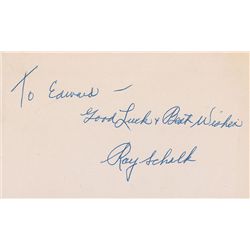 To Edward —
Good Luck & Best Wishes
Ray Schalk